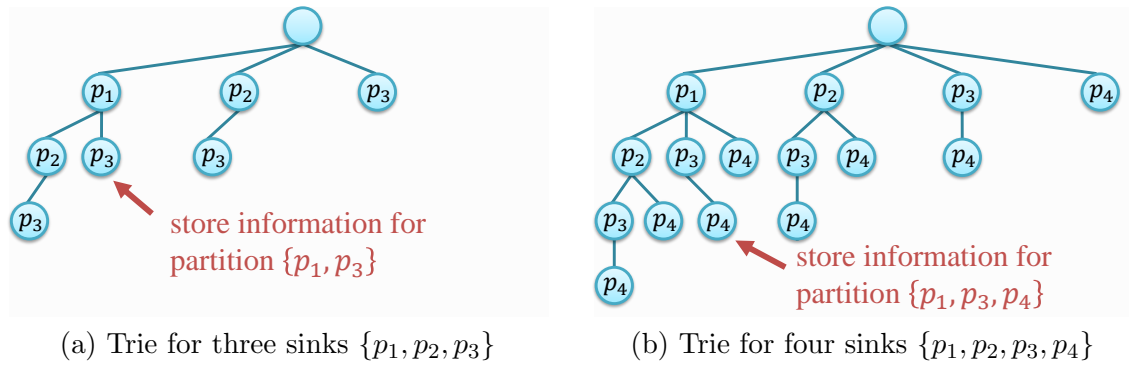 p₁ p₂ p₃
p₂ p₃ p₃
p₃
store information for
partition {p₁, p₃}
(a) Trie for three sinks {p₁, p₂, p₃}
p₁ p₂ p₃ p₄
p₂ p₃ p₄ p₃ p₄ p₄
p₃ p₄ p₄ p₄
p₄
store information for
partition {p₁, p₃, p₄}
(b) Trie for four sinks {p₁, p₂, p₃, p₄}